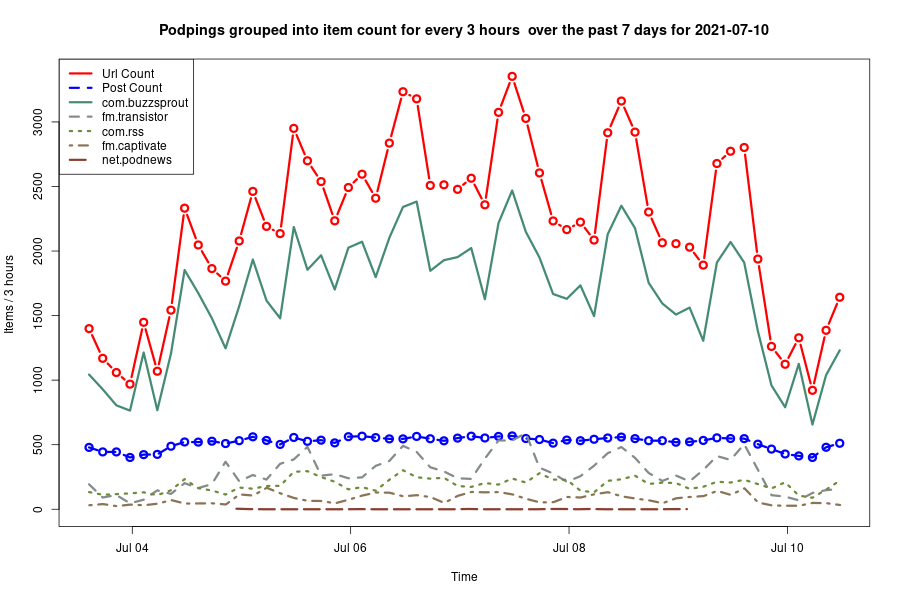 Podpings grouped into item count for every 3 hours  over the past 7 days for 2021-07-10
Url Count
Post Count
com.buzzsprout
fm.transistor
com.rss
fm.captivate
net.podnews
Items / 3 hours
3000
2500
2000
1500
1000
500
0
Jul 04
Jul 06
Jul 08
Jul 10
Time